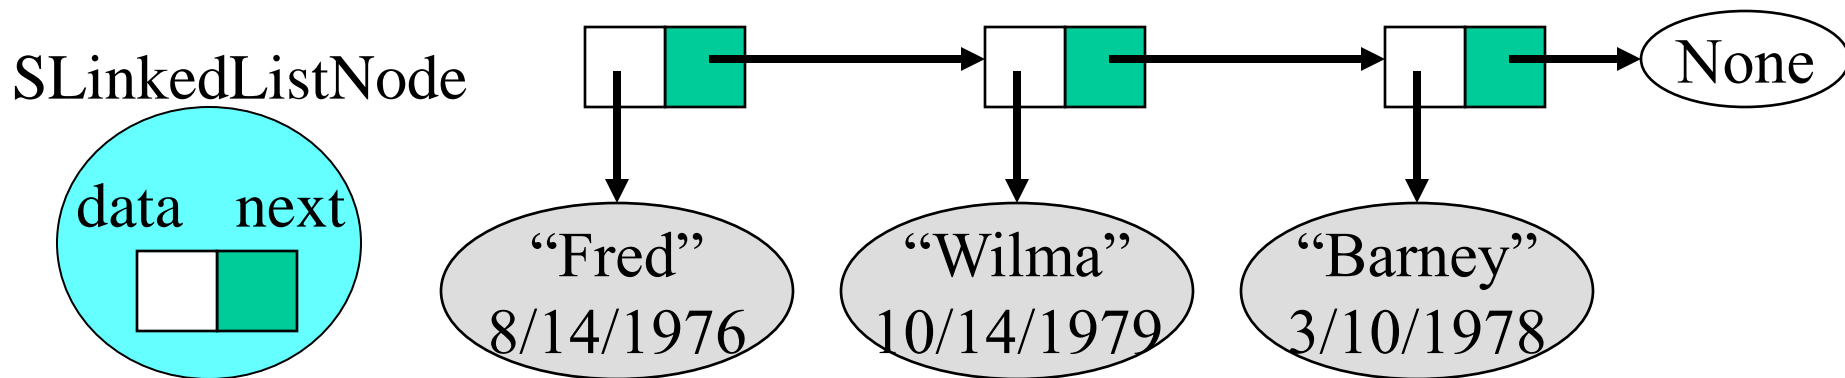 SLinkedListNode
data next
None
“Fred”
8/14/1976
“Wilma”
10/14/1979
“Barney”
3/10/1978